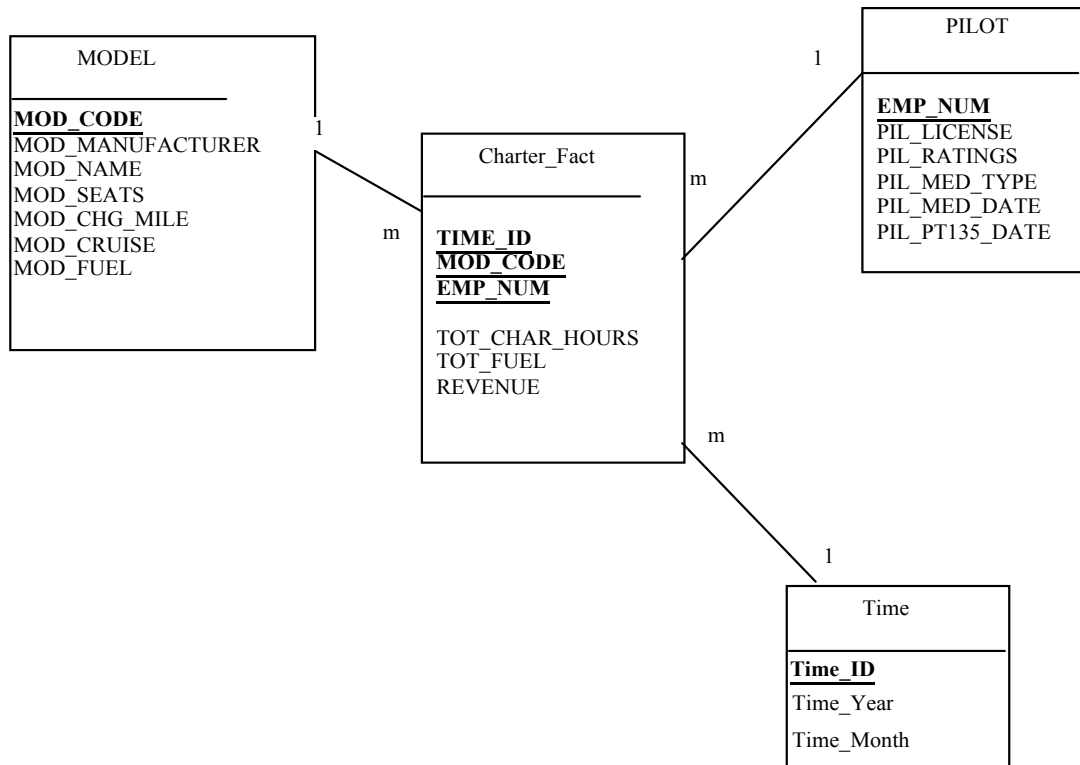 MODEL
MOD_CODE
MOD_MANUFACTURER
MOD_NAME
MOD_SEATS
MOD_CHG_MILE
MOD_CRUISE
MOD_FUEL
1
m
Charter_Fact
TIME_ID
MOD_CODE
EMP_NUM
TOT_CHAR_HOURS
TOT_FUEL
REVENUE
m
1
PILOT
EMP_NUM
PIL_LICENSE
PIL_RATINGS
PIL_MED_TYPE
PIL_MED_DATE
PIL_PT135_DATE
m
1
Time
Time_ID
Time_Year
Time_Month